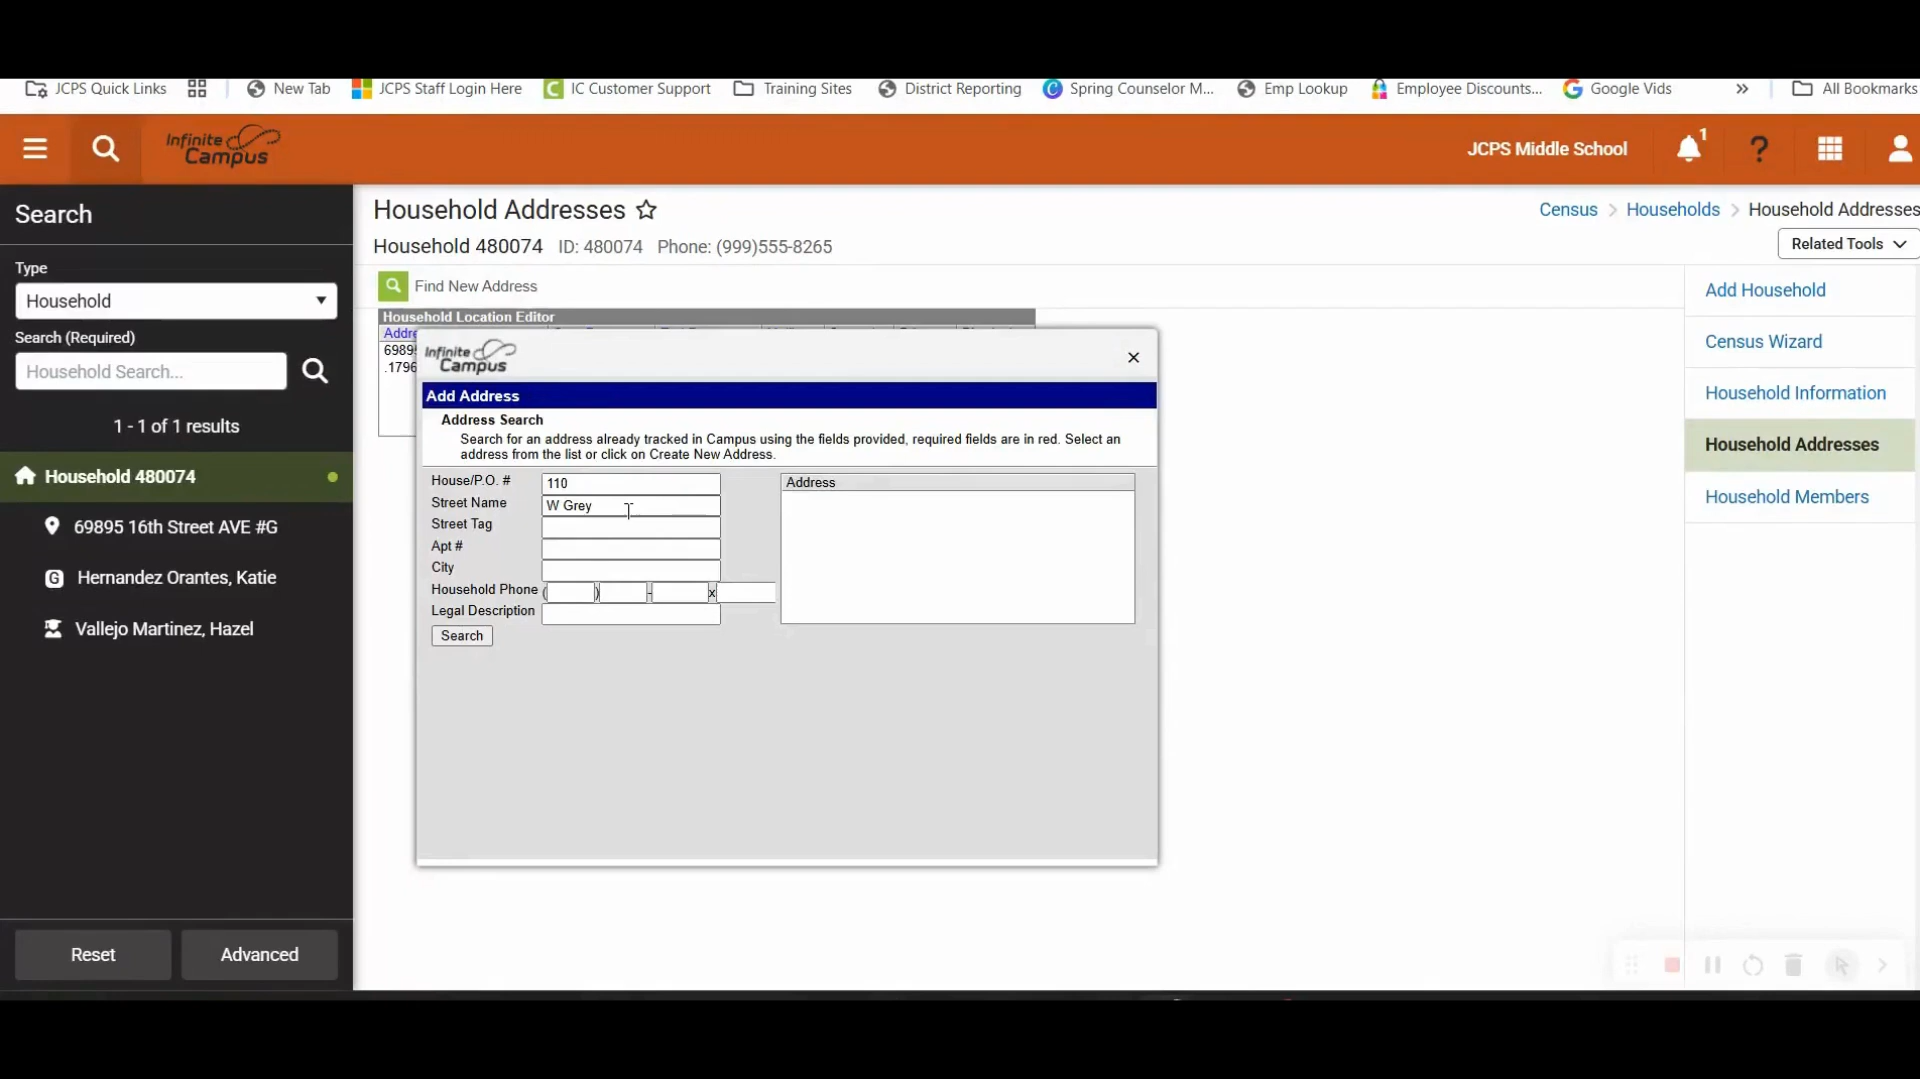 JCPS Quick Links
New Tab
JCPS Staff Login Here
IC Customer Support
Training Sites
District Reporting
Spring Counselor M...
Emp Lookup
Employee Discounts...
Google Vids
All Bookmarks
Infinite Campus
JCPS Middle School
1
Search
Type
Household
Search (Required)
Household Search...
1 - 1 of 1 results
Household 480074
69895 16th Street AVE #G
Hernandez Orantes, Katie
Vallejo Martinez, Hazel
Reset
Advanced
Household Addresses
Census > Households > Household Addresses
Household 480074 ID: 480074 Phone: (999)555-8265
Related Tools
Find New Address
Household Location Editor
Addre
6989
.1796
Infinite Campus
Add Address
Address Search
Search for an address already tracked in Campus using the fields provided, required fields are in red. Select an
address from the list or click on Create New Address.
House/P.O. # 110
Street Name W Grey
Street Tag
Apt #
City
Household Phone ( ) - x
Legal Description
Search
Address
Add Household
Census Wizard
Household Information
Household Addresses
Household Members